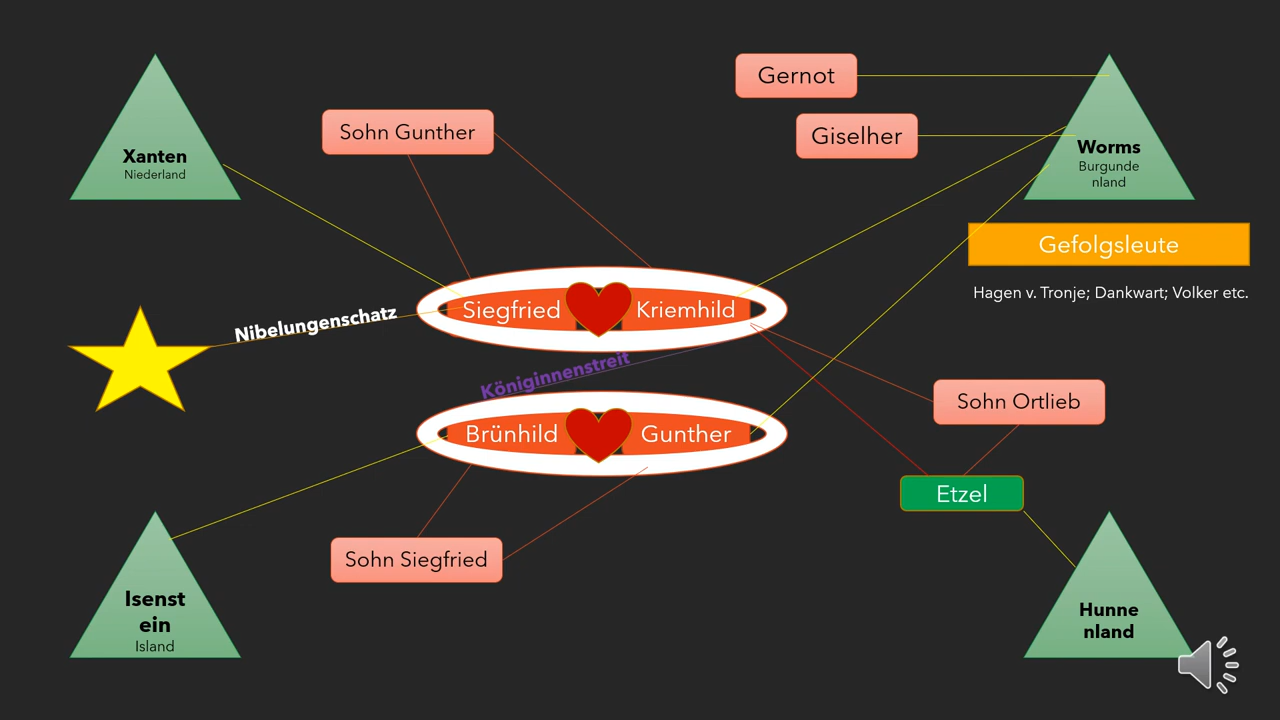 Gernot
Sohn Gunther
Giselher
Xanten
Niederland
Worms
Burgunde
nland
Gefolgsleute
Hagen v. Tronje; Dankwart; Volker etc.
Siegfried
Kriemhild
Nibelungenschatz
Königinnenstreit
Sohn Ortlieb
Brünhild
Gunther
Etzel
Sohn Siegfried
Isenst
ein
Island
Hunne
nland